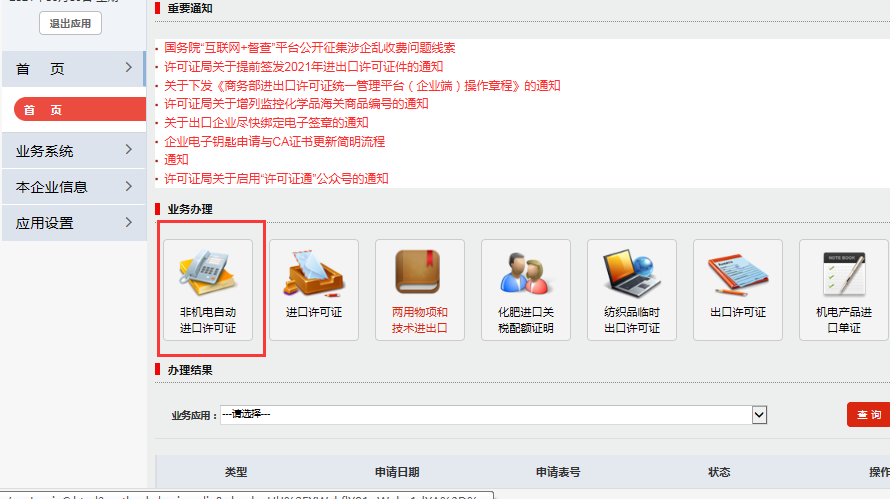 退出应用
首 页
首 页
业务系统
本企业信息
应用设置
重要通知
国务院“互联网+督查”平台公开征集涉企乱收费问题线索
许可证局关于提前签发2021年进出口许可证件的通知
关于下发《商务部进出口许可证统一管理平台（企业端）操作章程》的通知
许可证局关于增列监控化学品海关商品编号的通知
关于出口企业尽快绑定电子签章的通知
企业电子钥匙申请与CA证书更新简明流程
通知
许可证局关于启用“许可证通”公众号的通知
业务办理
非机电自动
进口许可证
进口许可证
两用物项和
技术进出口
化肥进口关
税配额证明
纺织品临时
出口许可证
出口许可证
NOTE BOOK
机电产品进
口单证
办理结果
业务应用：
---请选择---
查 询
类型
申请日期
申请表号
状态
操作